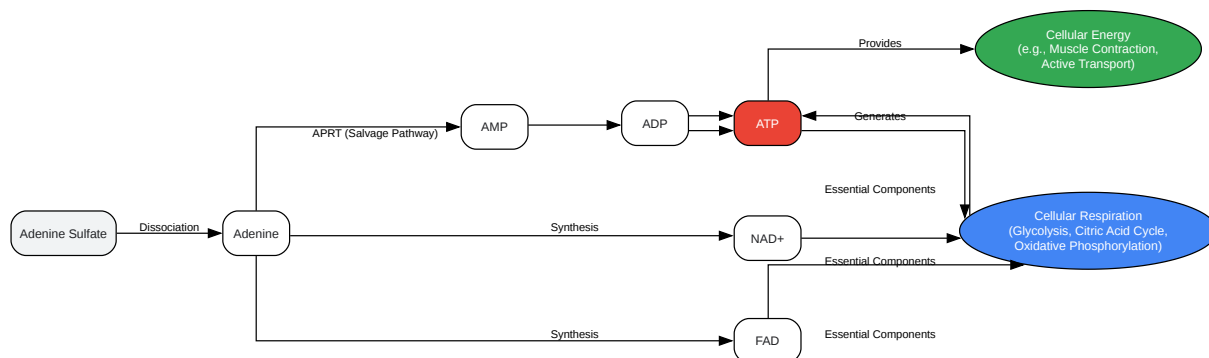 Cellular Energy
(e.g., Muscle Contraction,
Active Transport)
Provides
APRT (Salvage Pathway)
AMP
ADP
ATP
Generates
Essential Components
Adenine Sulfate
Dissociation
Adenine
Synthesis
NAD+
Cellular Respiration
(Glycolysis, Citric Acid Cycle,
Oxidative Phosphorylation)
Essential Components
Synthesis
FAD
Essential Components